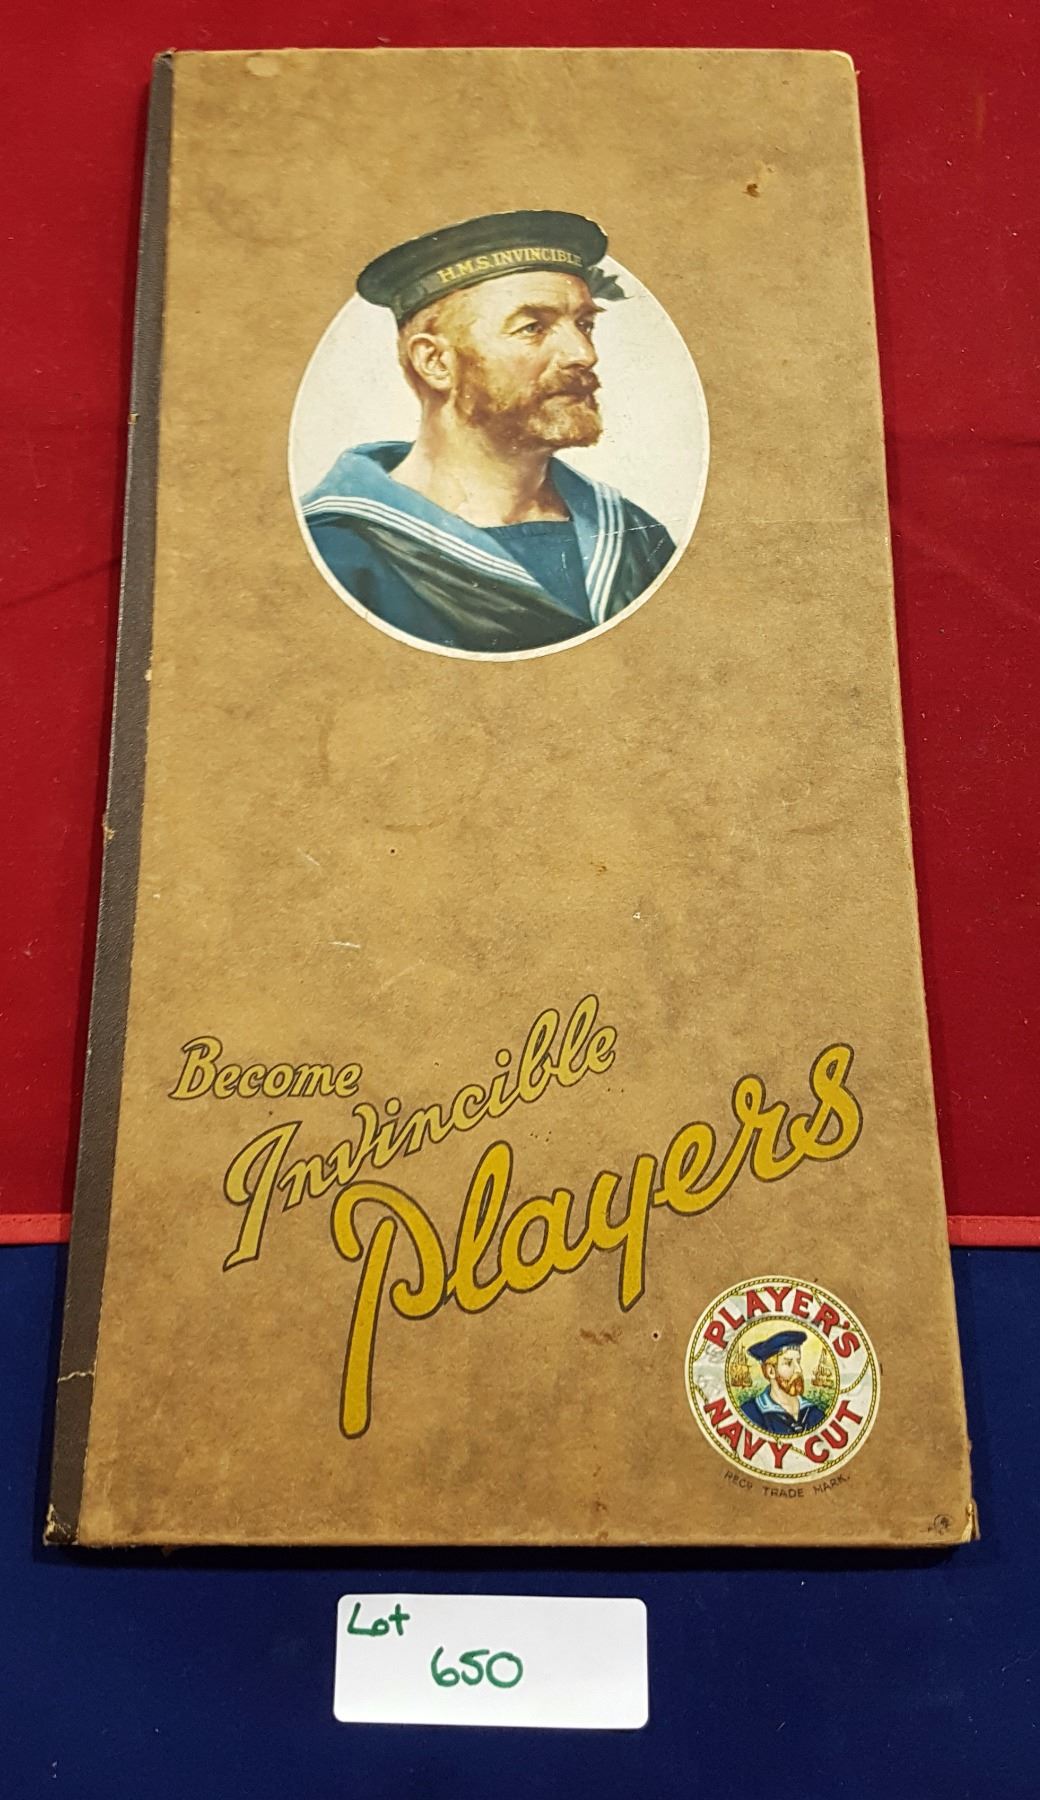 H.M.S. INVINCIBLE
Become
Invincible
Players
PLAYER'S
NAVY CUT
REGD TRADE MARK.
Lot
650